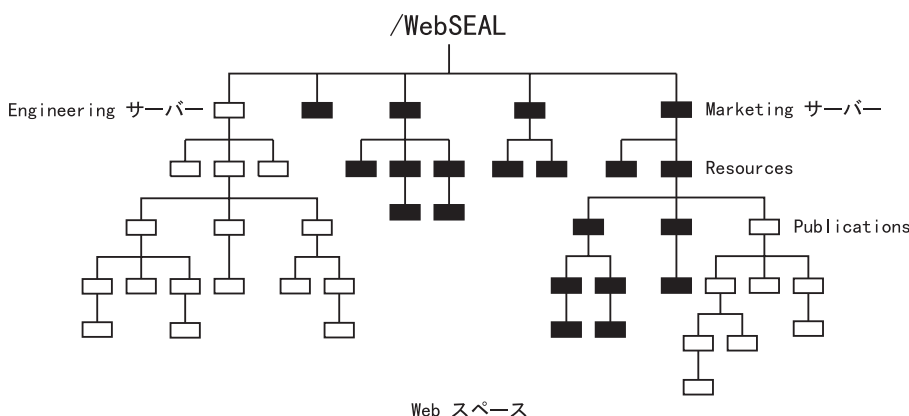 /WebSEAL
Engineering サーバー
Marketing サーバー
Resources
Publications
Web スペース